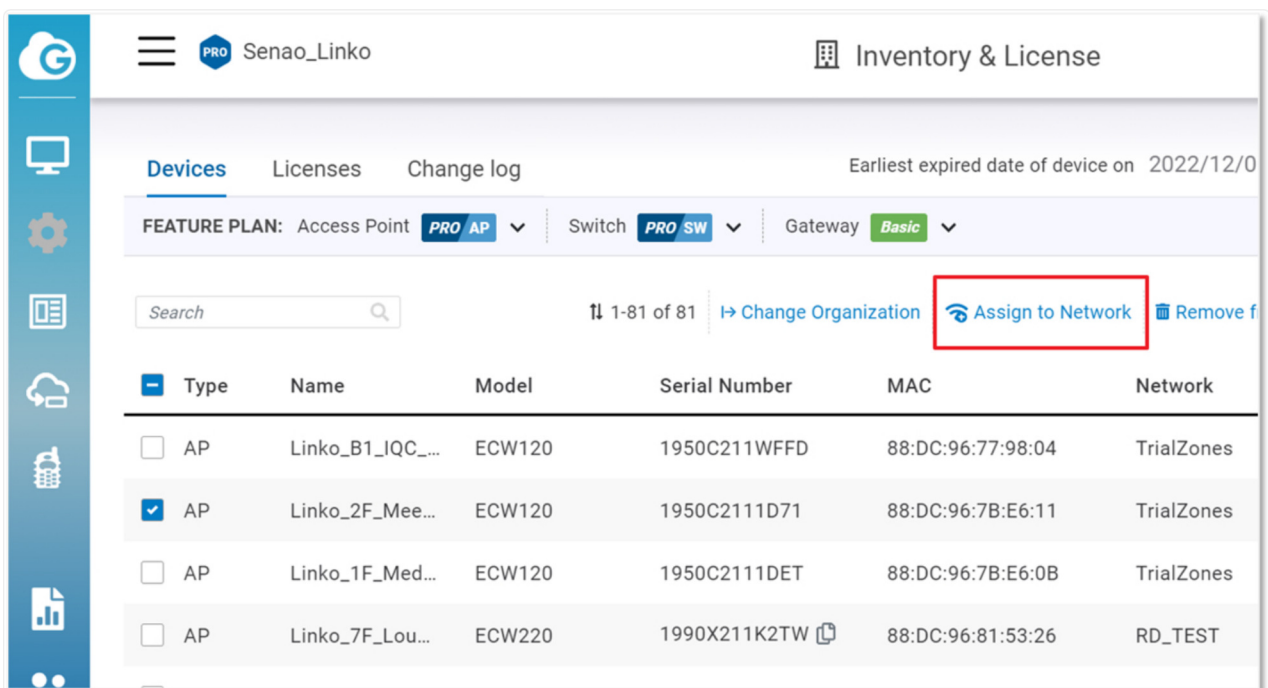 G
PRO Senao_Linko
Inventory & License
Devices Licenses Change log Earliest expired date of device on 2022/12/0
FEATURE PLAN: Access Point PRO AP Switch PRO SW Gateway Basic
Search 1-81 of 81 Change Organization Assign to Network Remove f
Type Name Model Serial Number MAC Network
AP Linko_B1_IQC_... ECW120 1950C211WFFD 88:DC:96:77:98:04 TrialZones
AP Linko_2F_Mee... ECW120 1950C2111D71 88:DC:96:7B:E6:11 TrialZones
AP Linko_1F_Med... ECW120 1950C2111DET 88:DC:96:7B:E6:0B TrialZones
AP Linko_7F_Lou... ECW220 1990X211K2TW 88:DC:96:81:53:26 RD_TEST